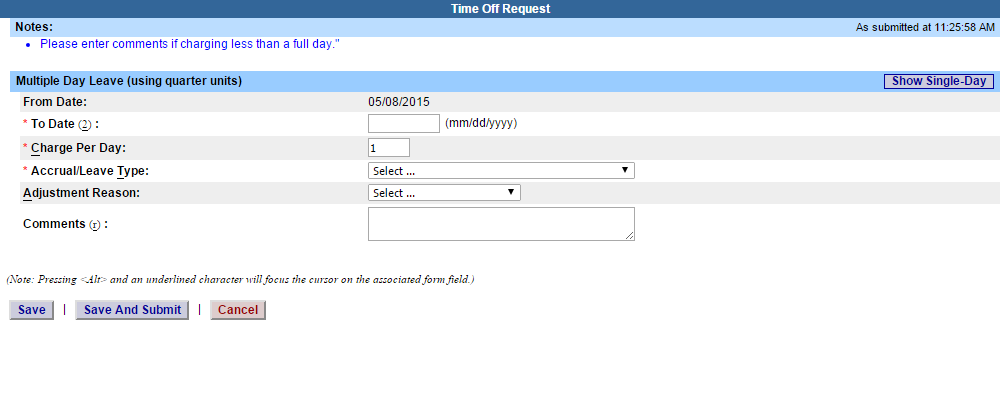 Time Off Request
Notes: As submitted at 11:25:58 AM
• Please enter comments if charging less than a full day."
Multiple Day Leave (using quarter units) Show Single-Day
From Date: 05/08/2015
* To Date (2) : (mm/dd/yyyy)
* Charge Per Day: 1
* Accrual/Leave Type: Select ...
Adjustment Reason: Select ...
Comments (r) :
(Note: Pressing <Alt> and an underlined character will focus the cursor on the associated form field.)
Save | Save And Submit | Cancel